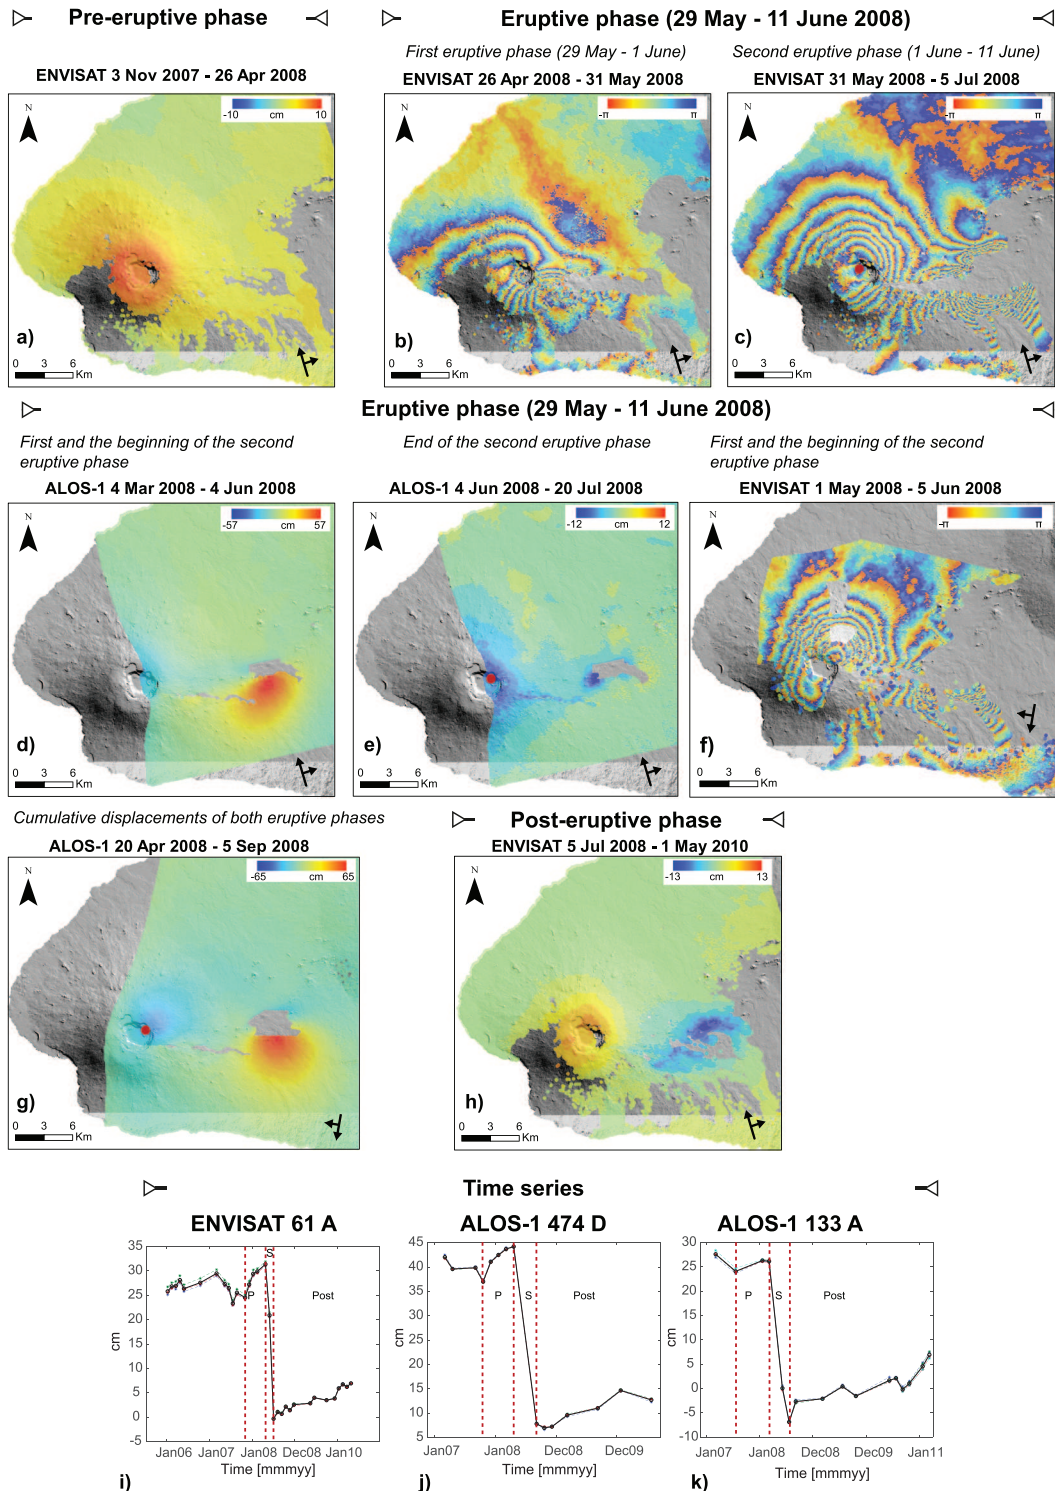 Pre-eruptive phase
Eruptive phase (29 May - 11 June 2008)
First eruptive phase (29 May - 1 June)
Second eruptive phase (1 June - 11 June)
ENVISAT 3 Nov 2007 - 26 Apr 2008
ENVISAT 26 Apr 2008 - 31 May 2008
ENVISAT 31 May 2008 - 5 Jul 2008
N
-10 cm 10
a)
0 3 6
Km
N
-π π
b)
0 3 6
Km
N
-π π
c)
0 3 6
Km
Eruptive phase (29 May - 11 June 2008)
First and the beginning of the second
eruptive phase
End of the second eruptive phase
First and the beginning of the second
eruptive phase
ALOS-1 4 Mar 2008 - 4 Jun 2008
ALOS-1 4 Jun 2008 - 20 Jul 2008
ENVISAT 1 May 2008 - 5 Jun 2008
N
-57 cm 57
d)
0 3 6
Km
N
-12 cm 12
e)
0 3 6
Km
N
-π π
f)
0 3 6
Km
Cumulative displacements of both eruptive phases
ALOS-1 20 Apr 2008 - 5 Sep 2008
Post-eruptive phase
ENVISAT 5 Jul 2008 - 1 May 2010
N
-65 cm 65
g)
0 3 6
Km
N
-13 cm 13
h)
0 3 6
Km
Time series
ENVISAT 61 A
ALOS-1 474 D
ALOS-1 133 A
35
30
25
20
15
10
5
0
-5
cm
P
S
Post
Jan06 Jan07 Jan08 Dec08 Jan10
Time [mmmyy]
i)
45
40
35
30
25
20
15
10
5
P
S
Post
Jan07 Jan08 Dec08 Dec09
Time [mmmyy]
j)
30
25
20
15
10
5
0
-5
-10
cm
P
S
Post
Jan07 Jan08 Dec08 Dec09 Jan11
Time [mmmyy]
k)